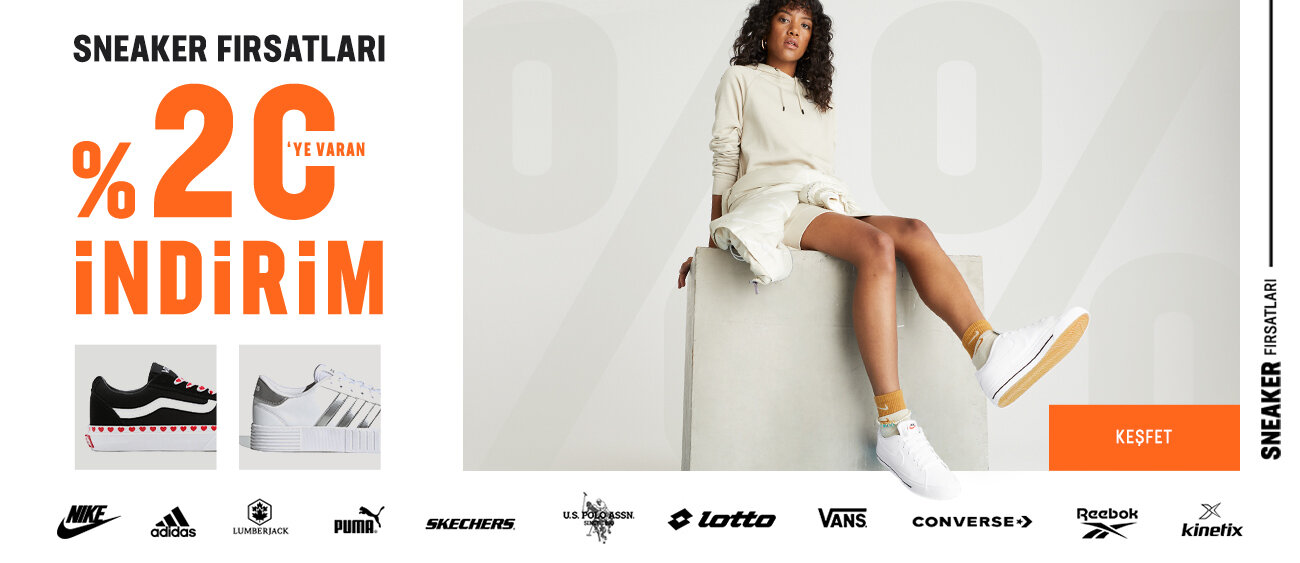 SNEAKER FIRSATLARI
%20
'YE VARAN
İNDİRİM
KEŞFET
SNEAKER FIRSATLARI
NIKE
adidas
LUMBERJACK
PUMA
SKECHERS
U.S. POLO ASSN.
lotto
VANS
CONVERSE
Reebok
kinetix